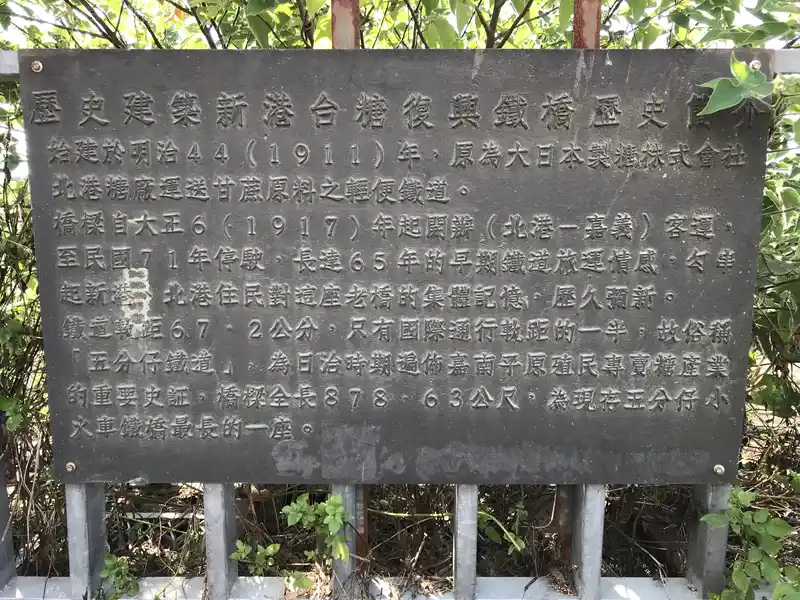 歷史建築新港台糖復興鐵橋歷史簡介
始建於明治44(1911)年，原為大日本製糖株式會社
北港糖廠運送甘蔗原料之輕便鐵道。
橋樑自大正6(1917)年起開辦(北港－嘉義)客運，
至民國71年停駛，長達65年的早期鐵道旅運情感，勾串
起新港、北港住民對這座老橋的集體記憶，歷久彌新。
鐵道軌距67.2公分，只有國際通行軌距的一半，故俗稱
「五分仔鐵道」，為日治時期遍佈嘉南平原殖民專賣糖產業
的重要史証，橋樑全長878.63公尺，為現存五分仔小
火車鐵橋最長的一座。